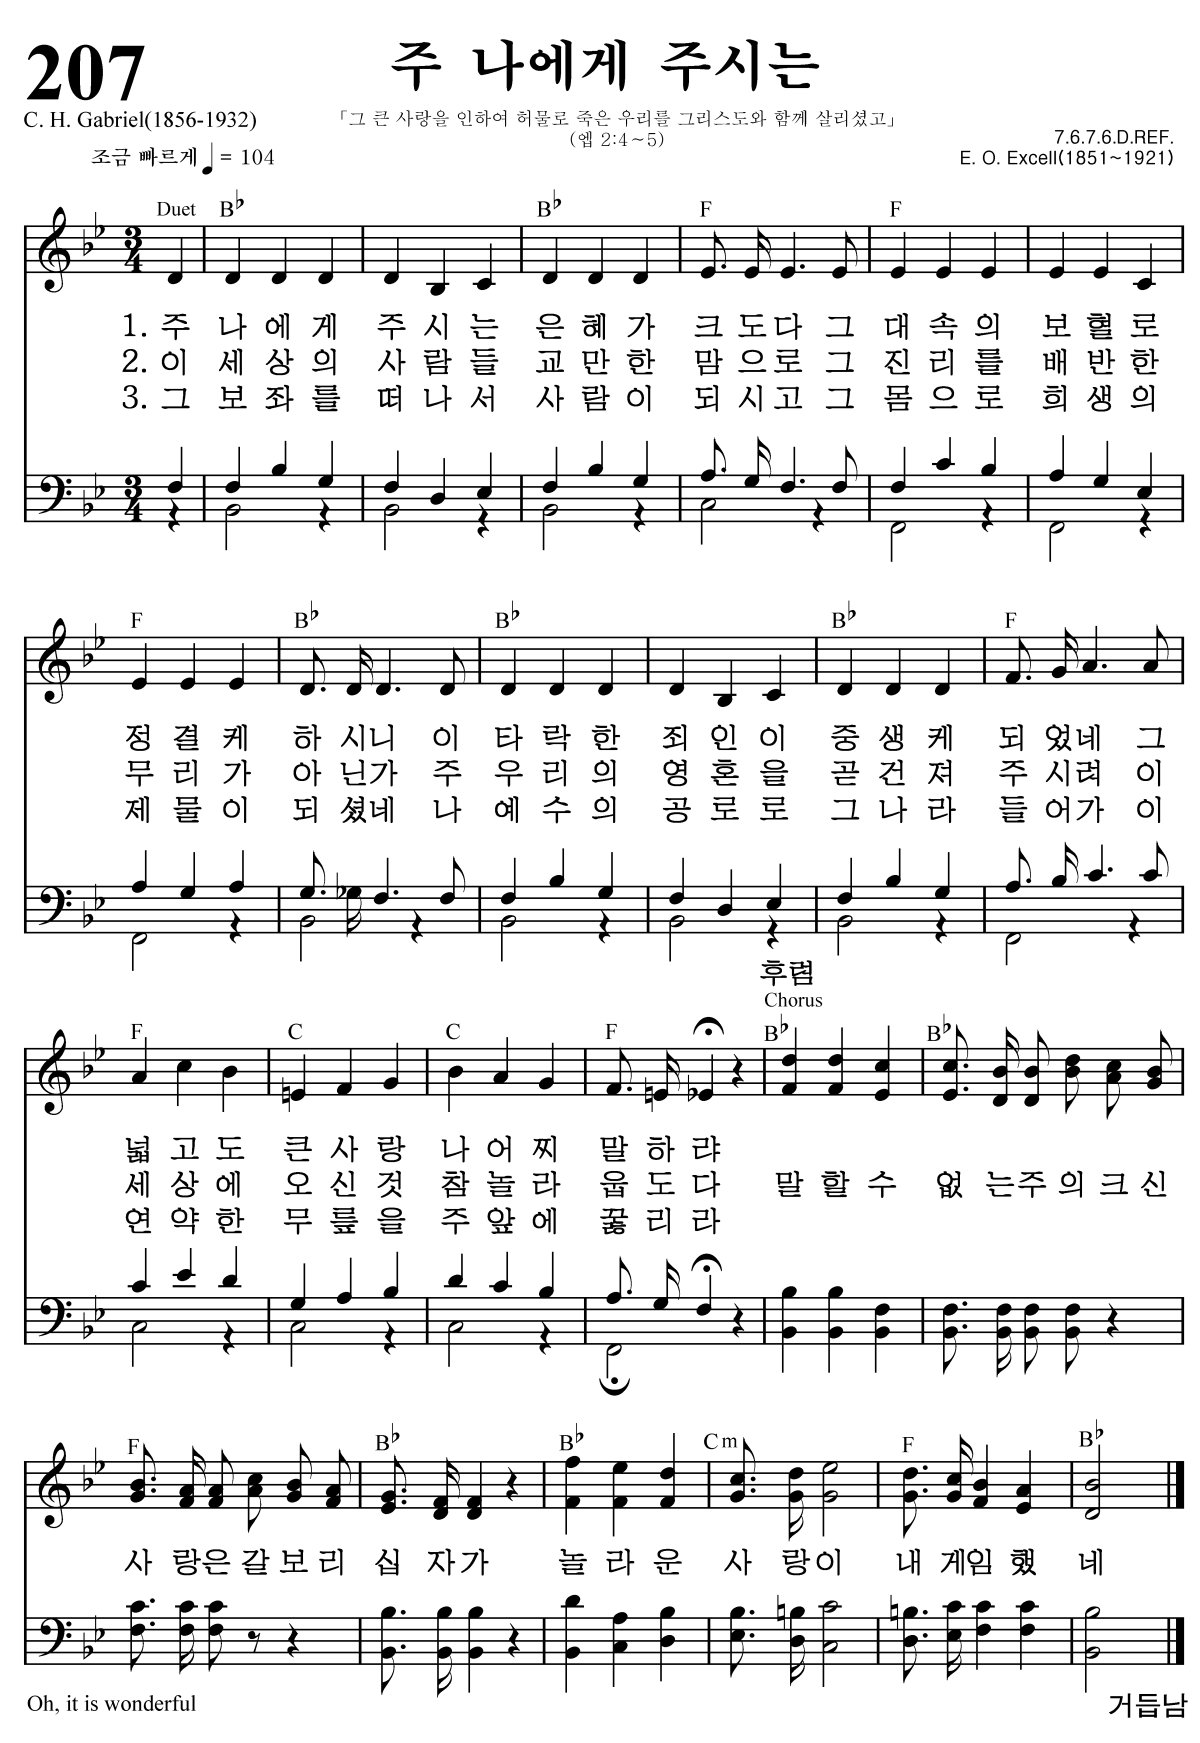 207
주 나에게 주시는
C. H. Gabriel(1856-1932)
「그 큰 사랑을 인하여 허물로 죽은 우리를 그리스도와 함께 살리셨고」
(엡 2:4~5)
7.6.7.6.D.REF.
조금 빠르게 ♩= 104
E. O. Excell(1851~1921)
Duet B♭ B♭ F F
3/4
1. 주 나 에 게 주 시 는 은 혜 가 크 도다 그 대 속 의 보 혈 로
2. 이 세 상 의 사 람 들 교 만 한 맘 으로 그 진 리 를 배 반 한
3. 그 보 좌 를 떠 나 서 사 람 이 되 시고 그 몸 으 로 희 생 의
3/4
F B♭ B♭ B♭ F
정 결 케 하 시니 이 타 락 한 죄 인 이 중 생 케 되 었네 그
무 리 가 아 닌가 주 우 리 의 영 혼 을 곧 건 져 주 시려 이
제 물 이 되 셨네 나 예 수 의 공 로 로 그 나 라 들 어가 이
후렴
Chorus
F C C F B♭ B♭
넓 고 도 큰 사 랑 나 어 찌 말 하 랴
세 상 에 오 신 것 참 놀 라 웁 도 다 말 할 수 없 는주 의 크 신
연 약 한 무 릎 을 주 앞 에 꿇 리 라
F B♭ B♭ Cm F B♭
사 랑은 갈 보 리 십 자가 놀 라 운 사 랑이 내 게임 했 네
Oh, it is wonderful
거듭남